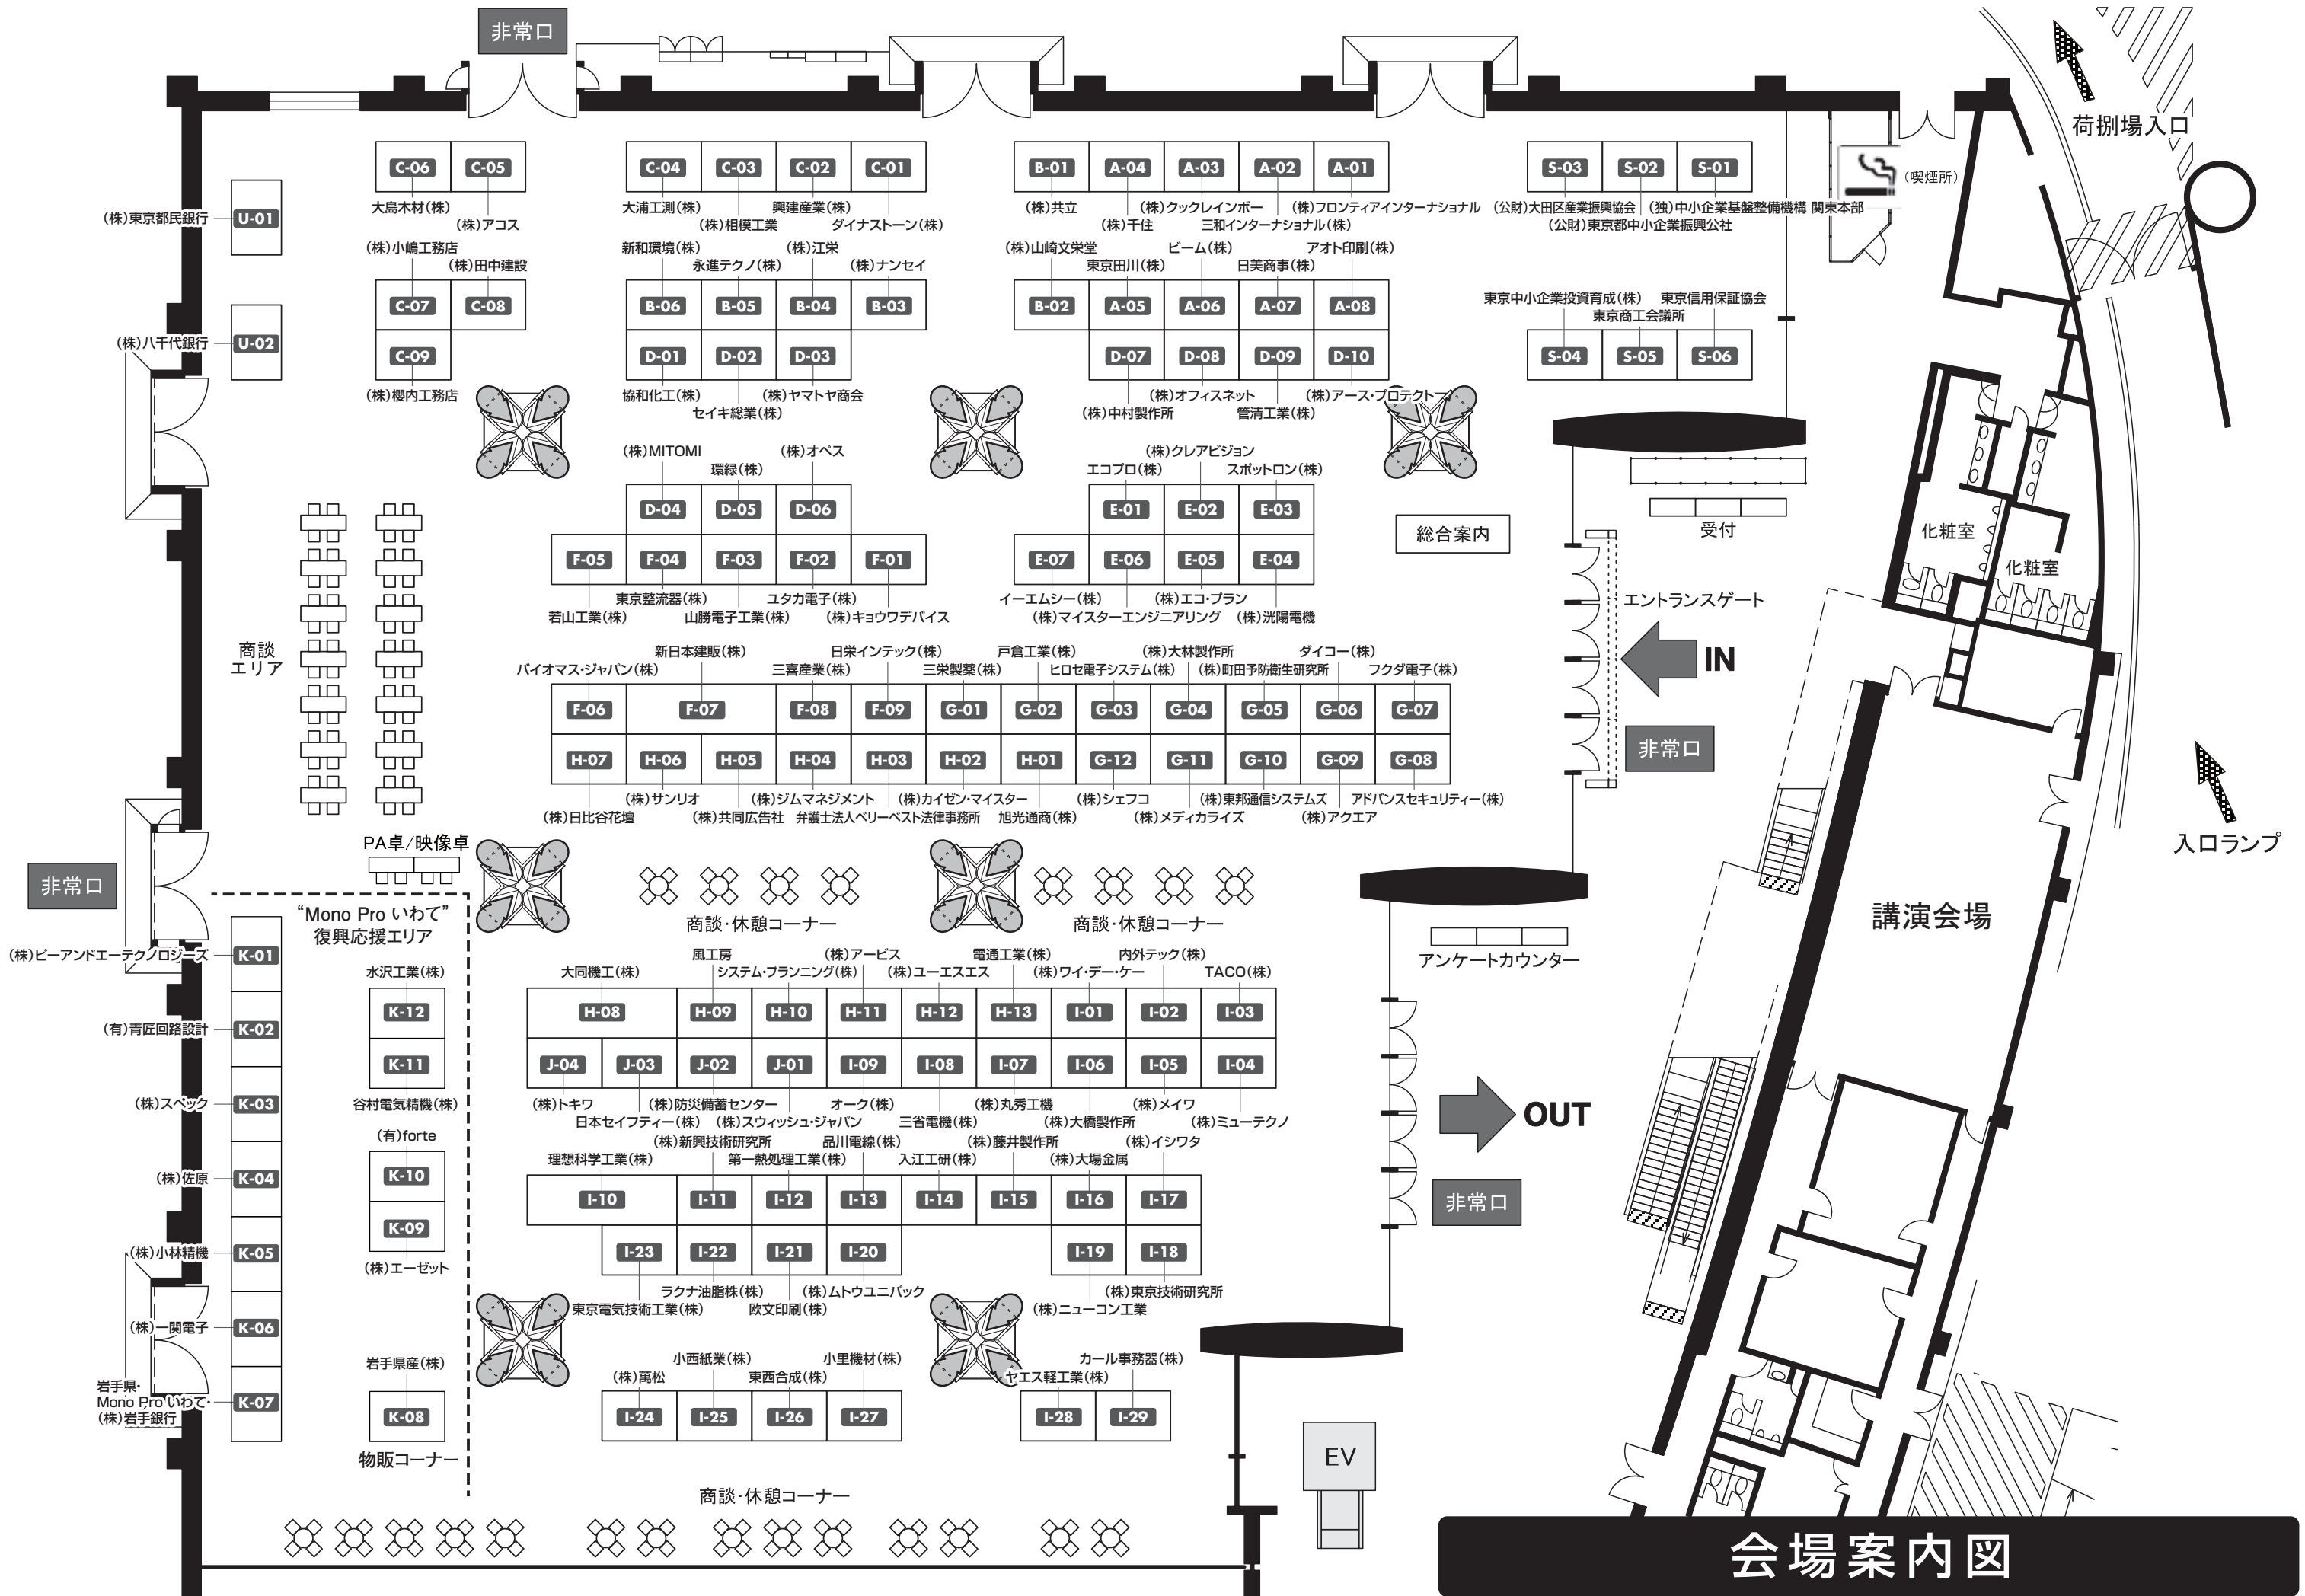 非常口
荷捌場入口
(喫煙所)
C-06 C-05
大島木材(株)
(株)アコス
C-04 C-03 C-02 C-01
大浦工測(株) 興建産業(株)
(株)相模工業 ダイナストーン(株)
B-01 A-04 A-03 A-02 A-01
(株)共立 (株)クックレインボー (株)フロンティアインターナショナル
(株)千住 三和インターナショナル(株)
S-03 S-02 S-01
(公財)大田区産業振興協会 (独)中小企業基盤整備機構 関東本部
(公財)東京都中小企業振興公社
(株)東京都民銀行 U-01
(株)八千代銀行 U-02
(株)小嶋工務店
(株)田中建設
C-07 C-08
C-09
(株)櫻内工務店
新和環境(株) (株)江栄
永進テクノ(株) (株)ナンセイ
B-06 B-05 B-04 B-03
D-01 D-02 D-03
協和化工(株) (株)ヤマトヤ商会
セイキ総業(株)
(株)山崎文栄堂 ビーム(株) アオト印刷(株)
東京田川(株) 日美商事(株)
B-02 A-05 A-06 A-07 A-08
D-07 D-08 D-09 D-10
(株)オフィスネット (株)アース・プロテクト
(株)中村製作所 管清工業(株)
東京中小企業投資育成(株) 東京信用保証協会
東京商工会議所
S-04 S-05 S-06
(株)MITOMI (株)オペス
環緑(株)
D-04 D-05 D-06
F-05 F-04 F-03 F-02 F-01
東京整流器(株) ユタカ電子(株)
若山工業(株) 山勝電子工業(株) (株)キョウワデバイス
(株)クレアビジョン
エコプロ(株) スポットロン(株)
E-01 E-02 E-03
E-07 E-06 E-05 E-04
イーエムシー(株) (株)エコ・プラン
(株)マイスターエンジニアリング (株)洸陽電機
総合案内
受付
エントランスゲート
IN
非常口
化粧室
化粧室
商談
エリア
新日本建販(株) 日栄インテック(株) 戸倉工業(株) (株)大林製作所 ダイコー(株)
バイオマス・ジャパン(株) 三喜産業(株) 三栄製薬(株) ヒロセ電子システム(株) (株)町田予防衛生研究所 フクダ電子(株)
F-06 F-07 F-08 F-09 G-01 G-02 G-03 G-04 G-05 G-06 G-07
H-07 H-06 H-05 H-04 H-03 H-02 H-01 G-12 G-11 G-10 G-09 G-08
(株)サンリオ (株)ジムマネジメント (株)カイゼン・マイスター (株)シェフコ (株)東邦通信システムズ アドバンスセキュリティー(株)
(株)日比谷花壇 (株)共同広告社 弁護士法人ベリーベスト法律事務所 旭光通商(株) (株)メディカライズ (株)アクエア
入口ランプ
PA卓/映像卓
非常口
商談・休憩コーナー 商談・休憩コーナー
アンケートカウンター
講演会場
“Mono Pro いわて”
復興応援エリア
(株)ピーアンドエーテクノロジーズ K-01
(有)青匠回路設計 K-02
(株)スペック K-03
(株)佐原 K-04
(株)小林精機 K-05
(株)一関電子 K-06
岩手県・
Mono Pro いわて・
(株)岩手銀行
K-07
水沢工業(株)
K-12
K-11
谷村電気精機(株)
(有)forte
K-10
K-09
(株)エーゼット
岩手県産(株)
K-08
物販コーナー
風工房 (株)アービス 電通工業(株) 内外テック(株)
大同機工(株) システム・プランニング(株) (株)ユーエスエス (株)ワイ・デー・ケー TACO(株)
H-08 H-09 H-10 H-11 H-12 H-13 I-01 I-02 I-03
J-04 J-03 J-02 J-01 I-09 I-08 I-07 I-06 I-05 I-04
(株)トキワ (株)防災備蓄センター オーク(株) (株)丸秀工機 (株)メイワ
日本セイフティー(株) (株)スウィッシュ・ジャパン 三省電機(株) (株)大橋製作所 (株)ミューテクノ
(株)新興技術研究所 品川電線(株) (株)藤井製作所 (株)イシワタ
理想科学工業(株) 第一熱処理工業(株) 入江工研(株) (株)大場金属
I-10 I-11 I-12 I-13 I-14 I-15 I-16 I-17
I-23 I-22 I-21 I-20 I-19 I-18
ラクナ油脂株(株) (株)ムトウユニパック (株)東京技術研究所
東京電気技術工業(株) 欧文印刷(株) (株)ニューコン工業
OUT
非常口
小西紙業(株) 小里機材(株) カール事務器(株)
(株)萬松 東西合成(株) ヤエス軽工業(株)
I-24 I-25 I-26 I-27 I-28 I-29
EV
商談・休憩コーナー
会場案内図